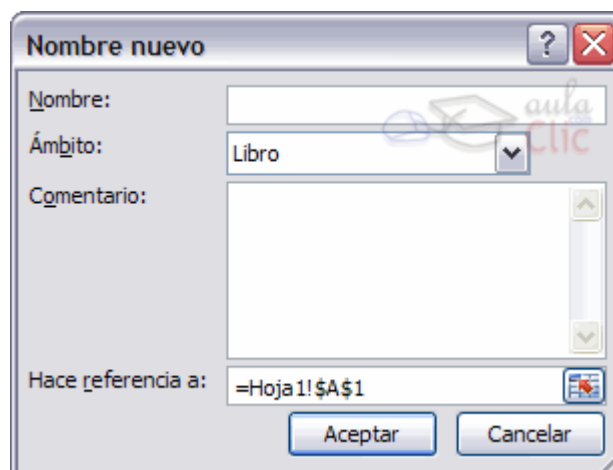 Nombre nuevo
Nombre:
aula
Clic
Ámbito:
Libro
Comentario:
Hace referencia a:
=Hoja1!$A$1
Aceptar
Cancelar